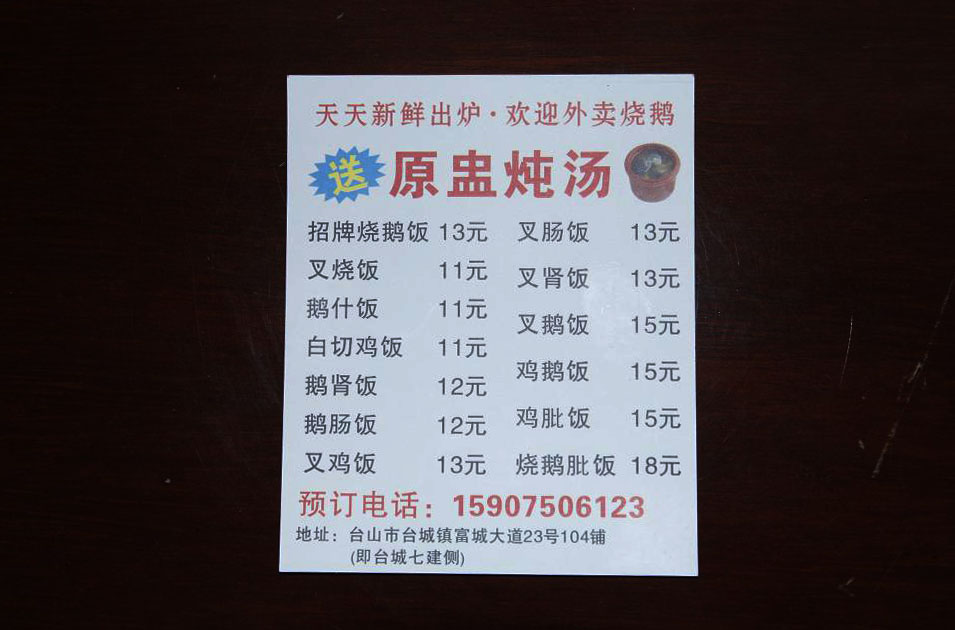 天天新鲜出炉·欢迎外卖烧鹅
送 原盅炖汤
招牌烧鹅饭 13元
叉烧饭 11元
鹅什饭 11元
白切鸡饭 11元
鹅肾饭 12元
鹅肠饭 12元
叉鸡饭 13元
叉肠饭 13元
叉肾饭 13元
叉鹅饭 15元
鸡鹅饭 15元
鸡肶饭 15元
烧鹅肶饭 18元
预订电话：15907506123
地址：台山市台城镇富城大道23号104铺
(即台城七建侧)